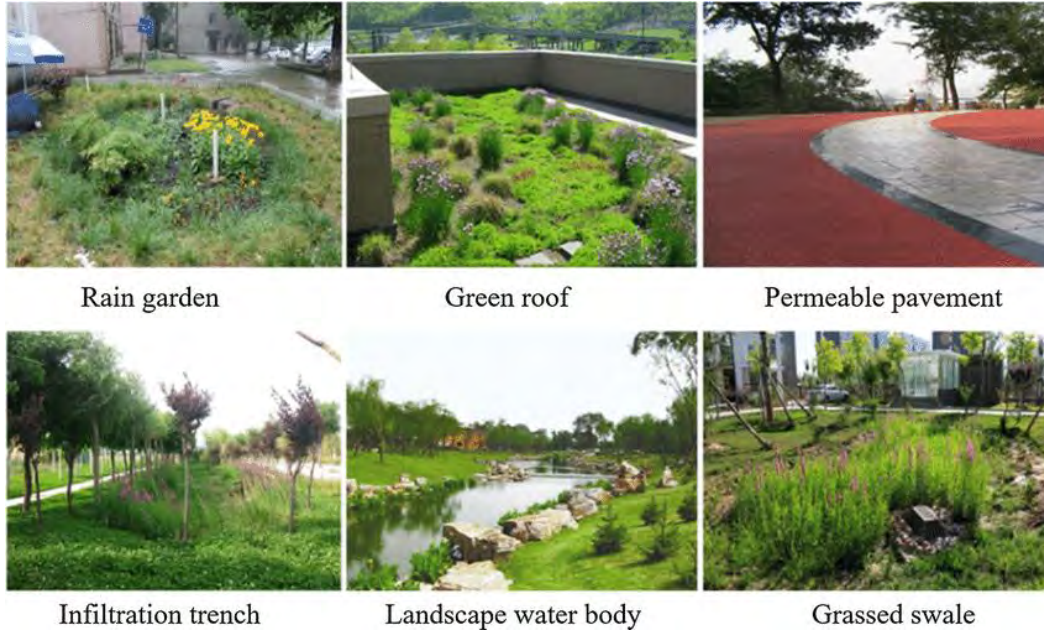 Rain garden
Green roof
Permeable pavement
Infiltration trench
Landscape water body
Grassed swale